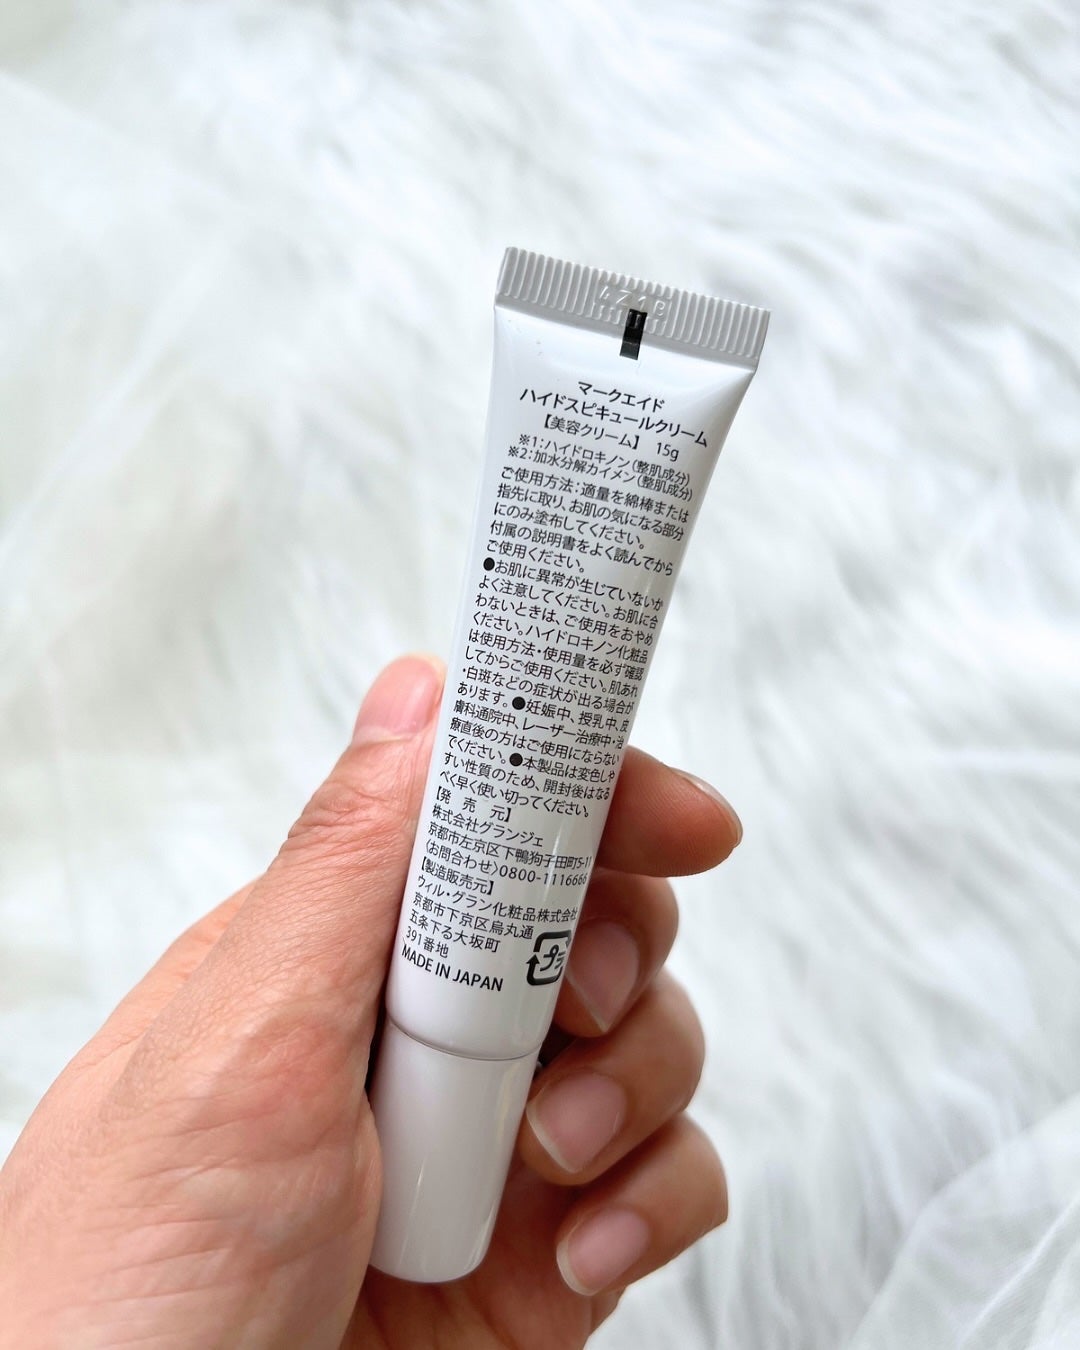 マークエイド
ハイドスピキュールクリーム
【美容クリーム】 15g
※1：ハイドロキノン（整肌成分）
※2：加水分解カイメン（整肌成分）
ご使用方法：適量を綿棒または
指先に取り、お肌の気になる部分
にのみ塗布してください。
付属の説明書をよく読んでから
ご使用ください。
●お肌に異常が生じていないか
よく注意してください。お肌に合
わないときは、ご使用をおやめ
ください。ハイドロキノン化粧品
は使用方法・使用量を必ず確認
してからご使用ください。肌あれ
・白斑などの症状が出る場合が
あります。●妊娠中、授乳中、皮
膚科通院中、レーザー治療中・治
療直後の方はご使用にならない
でください。●本製品は変色しや
すい性質のため、開封後はなる
べく早く使い切ってください。
【発 売 元】
株式会社グランジェ
京都市左京区下鴨狗子田町5-11
〈お問合わせ〉0800-1116666
【製造販売元】
ウィル・グラン化粧品株式会社
京都市下京区烏丸通
五条下る大坂町
391番地
MADE IN JAPAN
プラ